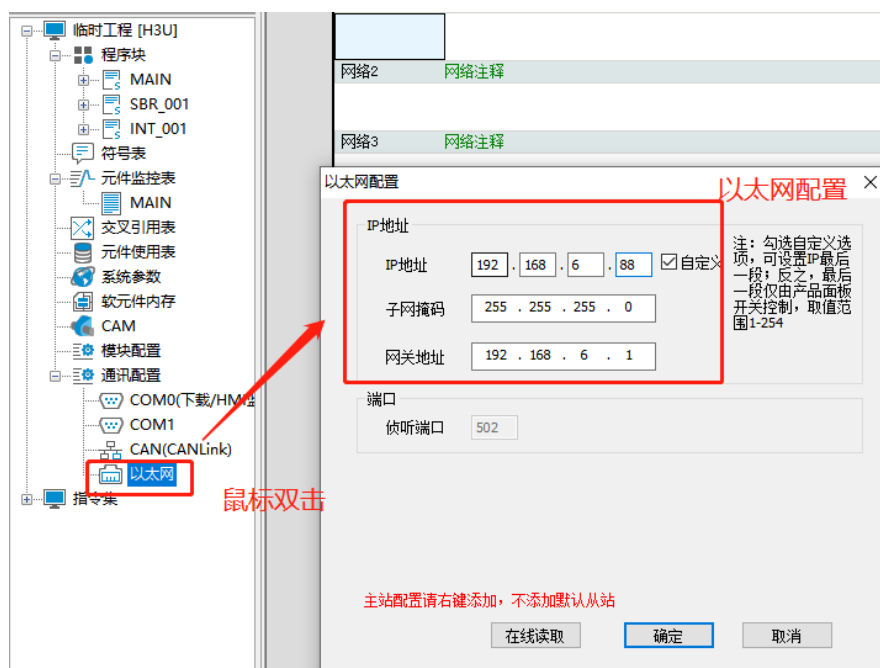 临时工程 [H3U]
程序块
MAIN
SBR_001
INT_001
符号表
元件监控表
MAIN
交叉引用表
元件使用表
系统参数
软元件内存
CAM
模块配置
通讯配置
COM0(下载/HMI
COM1
CAN(CANLink)
以太网
指令集
鼠标双击
网络2 网络注释
网络3 网络注释
以太网配置
以太网配置
IP地址
IP地址 192 . 168 . 6 . 88 自定义
子网掩码 255 . 255 . 255 . 0
网关地址 192 . 168 . 6 . 1
注：勾选自定义选
项，可设置IP最后
一段；反之，最后
一段仅由产品面板
开关控制，取值范
围1-254
端口
侦听端口 502
主站配置请右键添加，不添加默认从站
在线读取 确定 取消